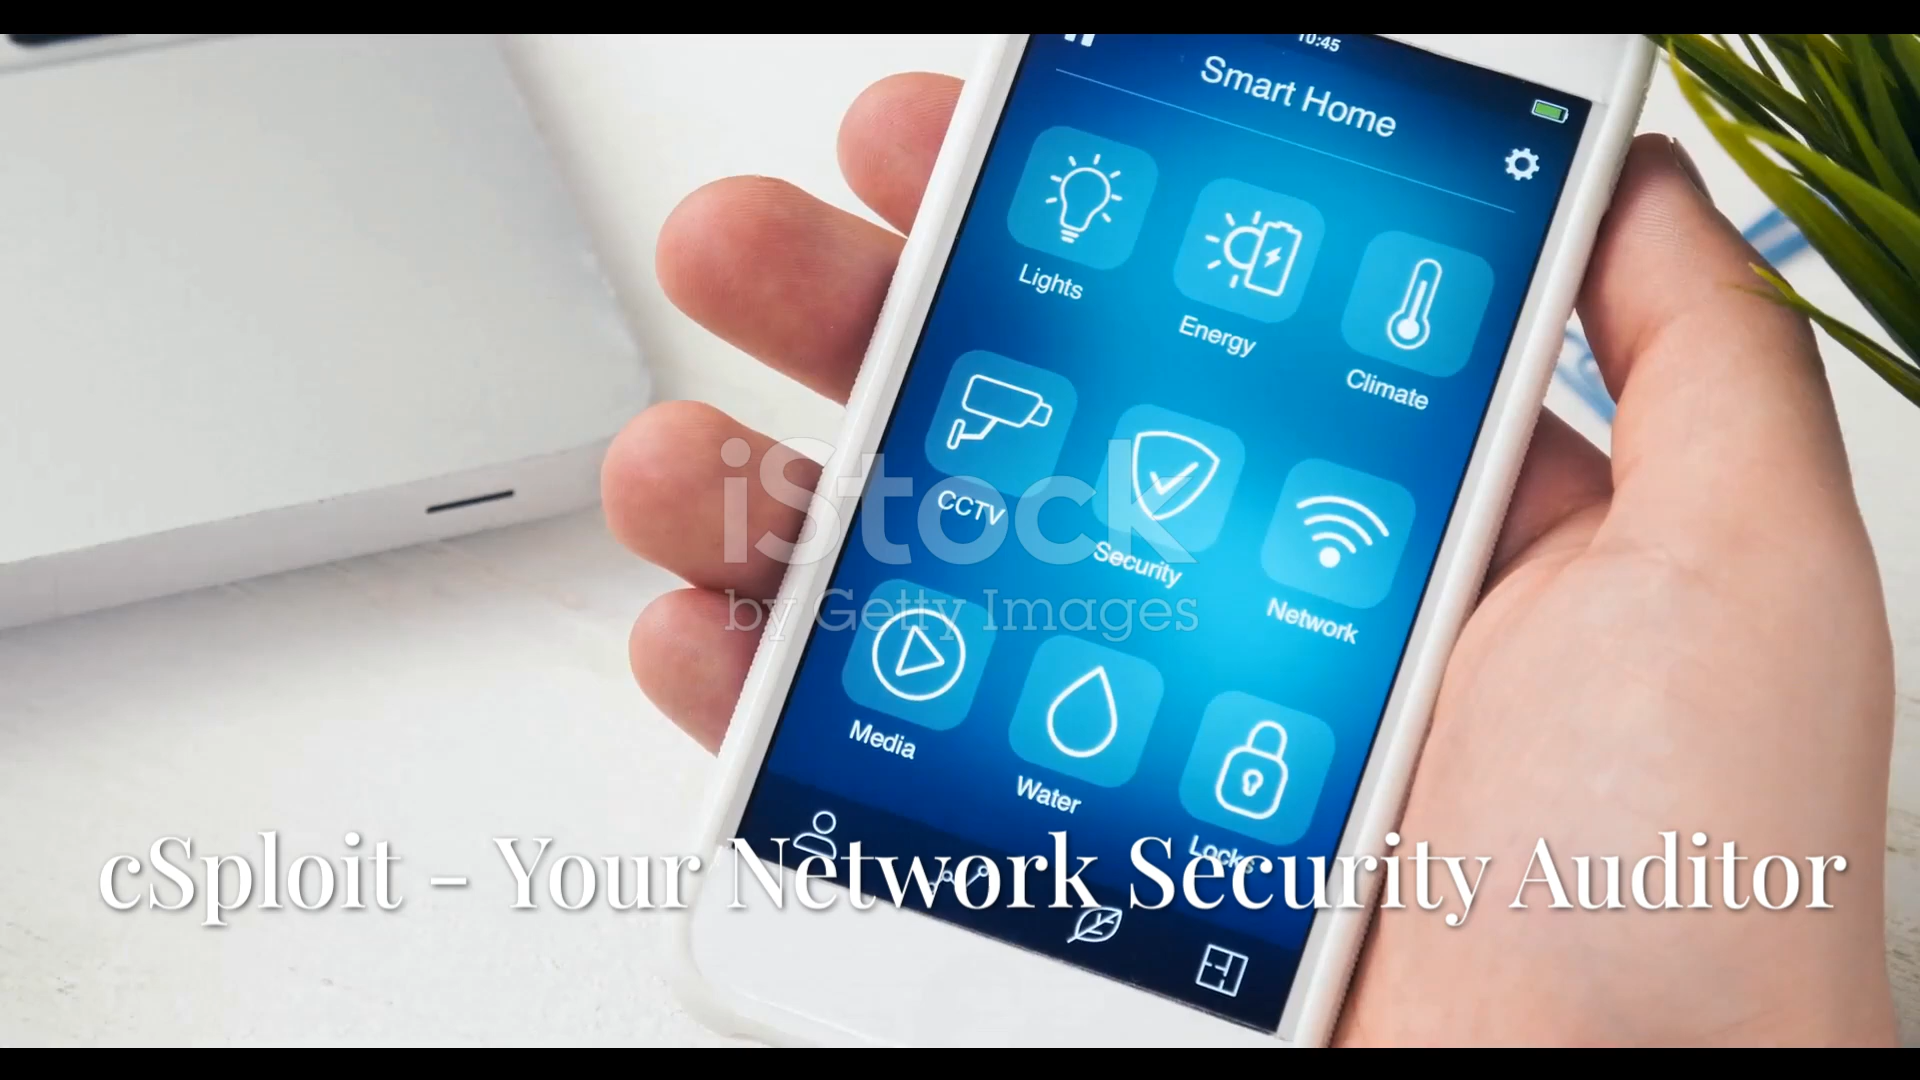 10:45
Smart Home
Lights
Energy
Climate
CCTV
Security
Network
iStock
by Getty Images
Media
Water
Locks
cSploit - Your Network Security Auditor